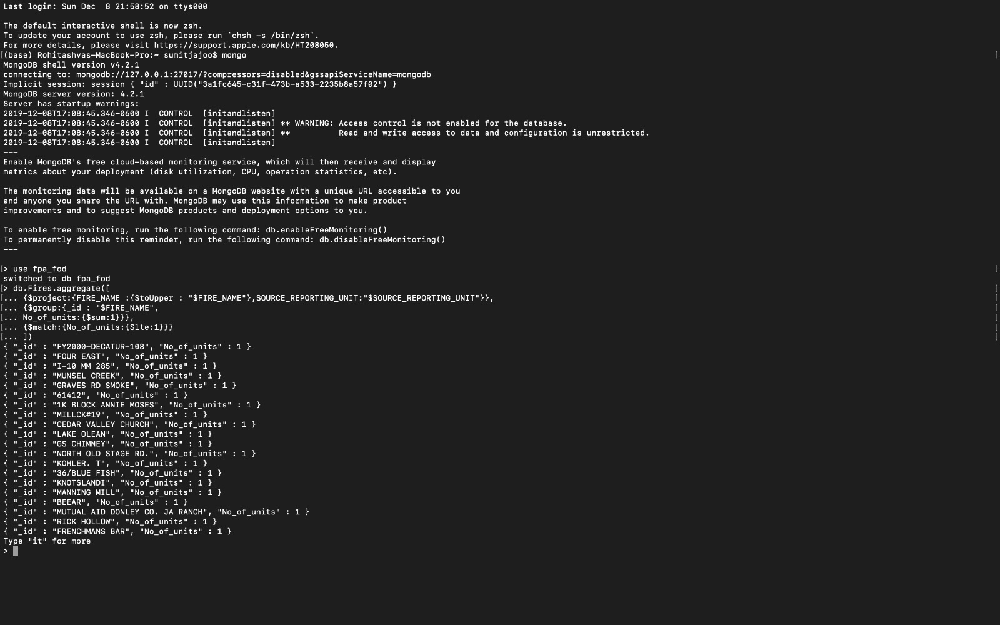 Last login: Sun Dec  8 21:58:52 on ttys000

The default interactive shell is now zsh.
To update your account to use zsh, please run `chsh -s /bin/zsh`.
For more details, please visit https://support.apple.com/kb/HT208050.
[(base) Rohitashvas-MacBook-Pro:~ sumitjajoo$ mongo ]
MongoDB shell version v4.2.1
connecting to: mongodb://127.0.0.1:27017/?compressors=disabled&gssapiServiceName=mongodb
Implicit session: session { "id" : UUID("3a1fc645-c31f-473b-a533-2235b8a57f02") }
MongoDB server version: 4.2.1
Server has startup warnings:
2019-12-08T17:08:45.346-0600 I  CONTROL  [initandlisten]
2019-12-08T17:08:45.346-0600 I  CONTROL  [initandlisten] ** WARNING: Access control is not enabled for the database.
2019-12-08T17:08:45.346-0600 I  CONTROL  [initandlisten] **          Read and write access to data and configuration is unrestricted.
2019-12-08T17:08:45.346-0600 I  CONTROL  [initandlisten]
---
Enable MongoDB's free cloud-based monitoring service, which will then receive and display
metrics about your deployment (disk utilization, CPU, operation statistics, etc).

The monitoring data will be available on a MongoDB website with a unique URL accessible to you
and anyone you share the URL with. MongoDB may use this information to make product
improvements and to suggest MongoDB products and deployment options to you.

To enable free monitoring, run the following command: db.enableFreeMonitoring()
To permanently disable this reminder, run the following command: db.disableFreeMonitoring()
---

[> use fpa_fod ]
switched to db fpa_fod
[> db.Fires.aggregate([ ]
[... {$project:{FIRE_NAME :{$toUpper : "$FIRE_NAME"},SOURCE_REPORTING_UNIT:"$SOURCE_REPORTING_UNIT"}}, ]
[... {$group:{_id : "$FIRE_NAME", ]
[... No_of_units:{$sum:1}}}, ]
[... {$match:{No_of_units:{$lte:1}}} ]
[... ]) ]
{ "_id" : "FY2000-DECATUR-108", "No_of_units" : 1 }
{ "_id" : "FOUR EAST", "No_of_units" : 1 }
{ "_id" : "I-10 MM 285", "No_of_units" : 1 }
{ "_id" : "MUNSEL CREEK", "No_of_units" : 1 }
{ "_id" : "GRAVES RD SMOKE", "No_of_units" : 1 }
{ "_id" : "61412", "No_of_units" : 1 }
{ "_id" : "1K BLOCK ANNIE MOSES", "No_of_units" : 1 }
{ "_id" : "MILLCK#19", "No_of_units" : 1 }
{ "_id" : "CEDAR VALLEY CHURCH", "No_of_units" : 1 }
{ "_id" : "LAKE OLEAN", "No_of_units" : 1 }
{ "_id" : "GS CHIMNEY", "No_of_units" : 1 }
{ "_id" : "NORTH OLD STAGE RD.", "No_of_units" : 1 }
{ "_id" : "KOHLER. T", "No_of_units" : 1 }
{ "_id" : "36/BLUE FISH", "No_of_units" : 1 }
{ "_id" : "KNOTSLANDI", "No_of_units" : 1 }
{ "_id" : "MANNING MILL", "No_of_units" : 1 }
{ "_id" : "BEEAR", "No_of_units" : 1 }
{ "_id" : "MUTUAL AID DONLEY CO. JA RANCH", "No_of_units" : 1 }
{ "_id" : "RICK HOLLOW", "No_of_units" : 1 }
{ "_id" : "FRENCHMANS BAR", "No_of_units" : 1 }
Type "it" for more
>